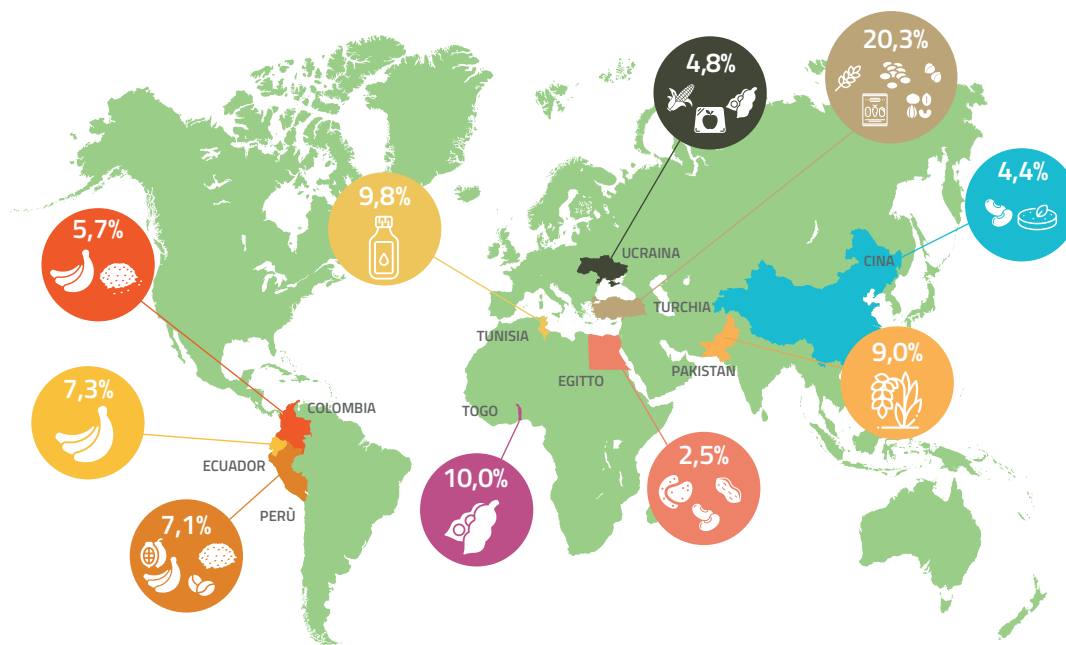 20,3%
4,8%
4,4%
9,8%
5,7%
UCRAINA
CINA
TURCHIA
TUNISIA
9,0%
PAKISTAN
EGITTO
7,3%
COLOMBIA
TOGO
2,5%
ECUADOR
10,0%
PERÙ
7,1%